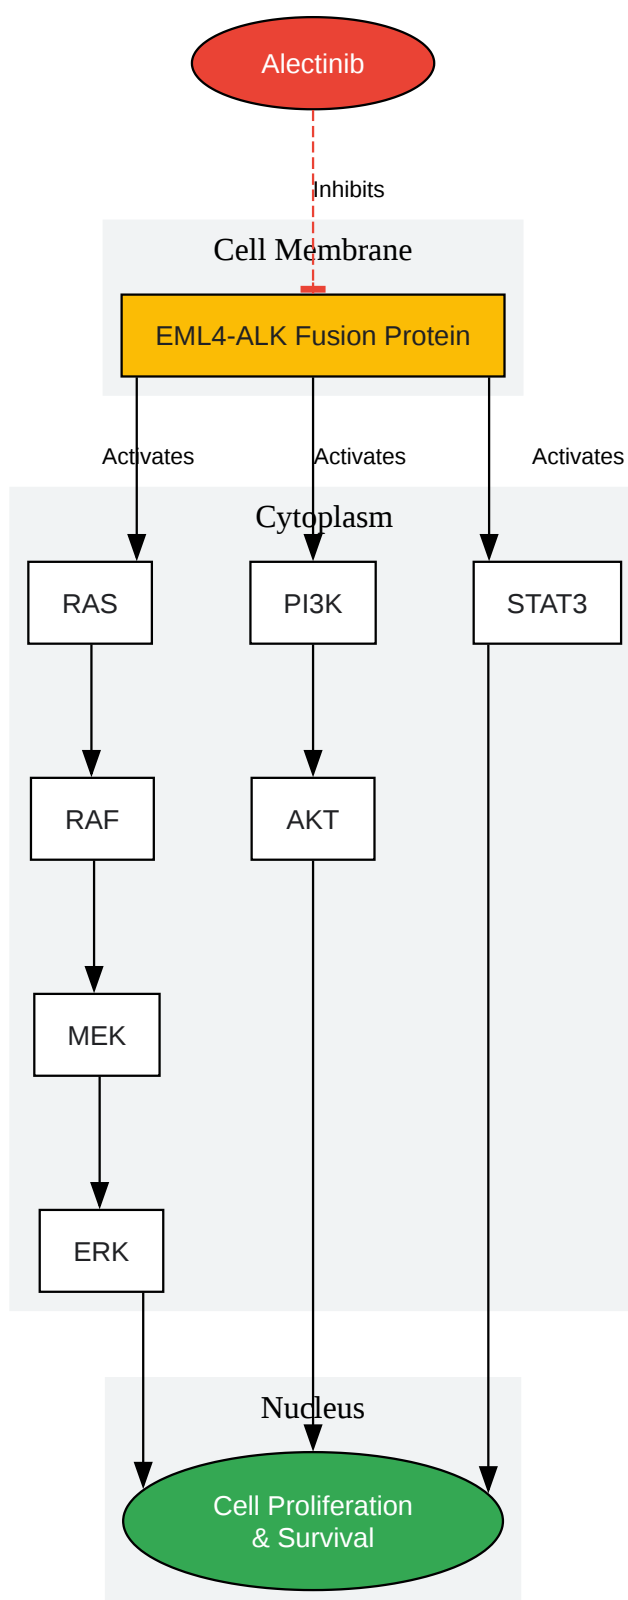 Alectinib
Inhibits
Cell Membrane
EML4-ALK Fusion Protein
Activates
Activates
Activates
Cytoplasm
RAS
PI3K
STAT3
RAF
AKT
MEK
ERK
Nucleus
Cell Proliferation
& Survival